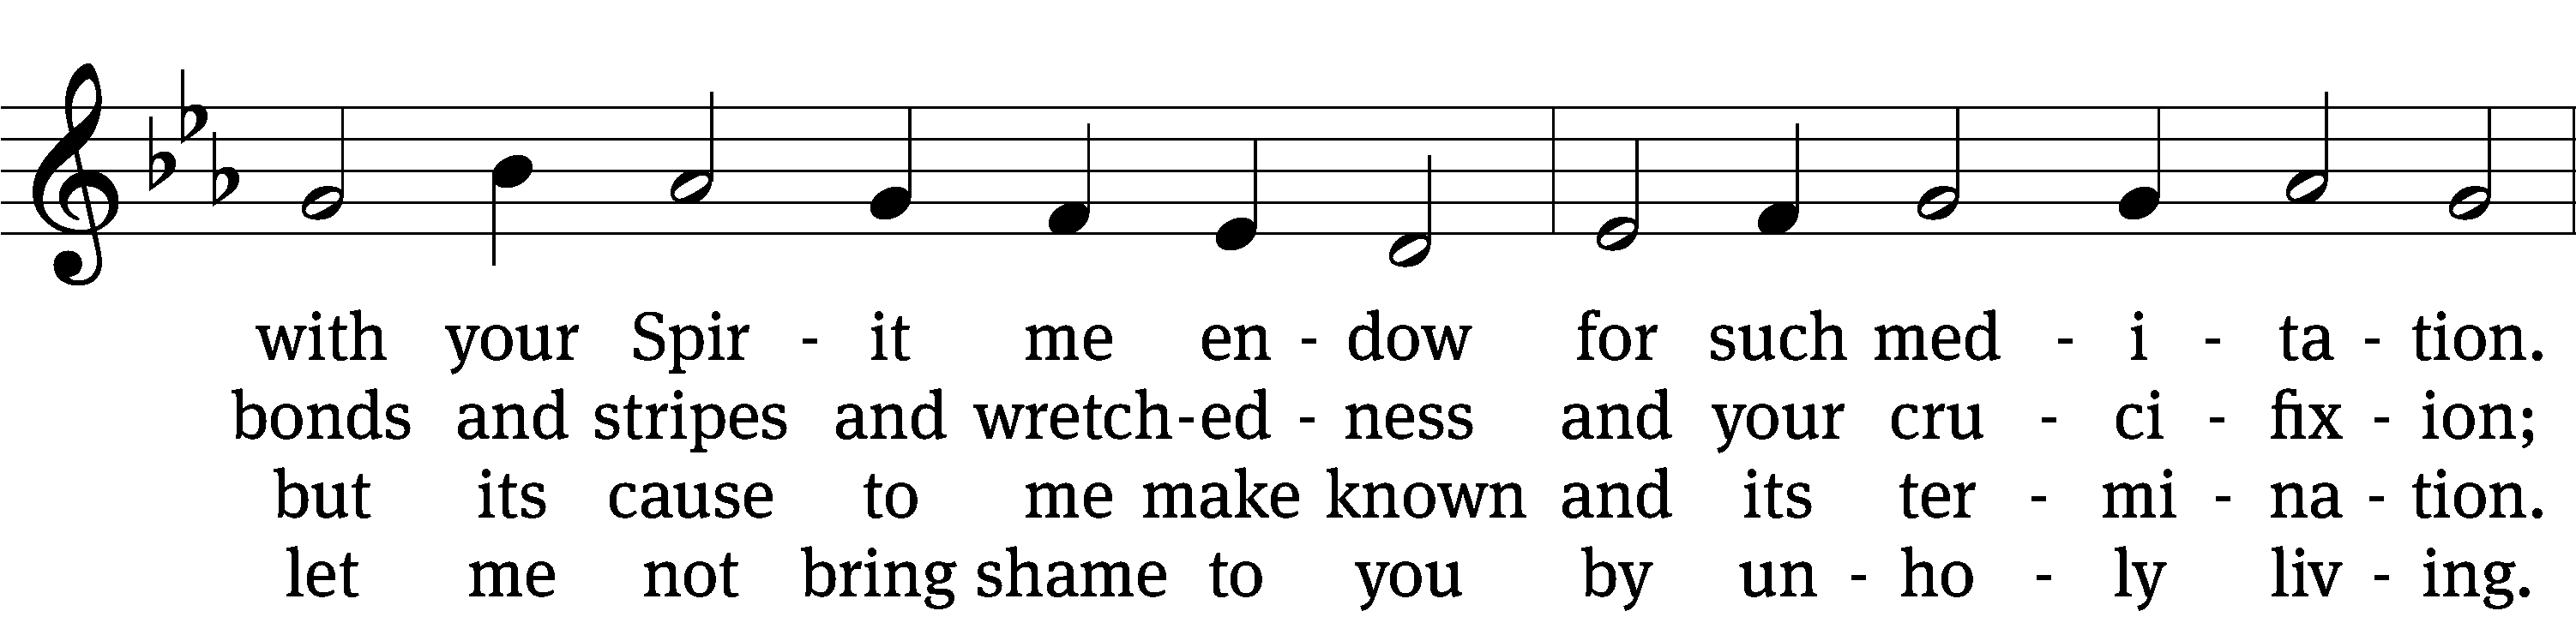 with your Spir - it me en - dow for such med - i - ta - tion.
bonds and stripes and wretch-ed - ness and your cru - ci - fix - ion;
but its cause to me make known and its ter - mi - na - tion.
let me not bring shame to you by un - ho - ly liv - ing.